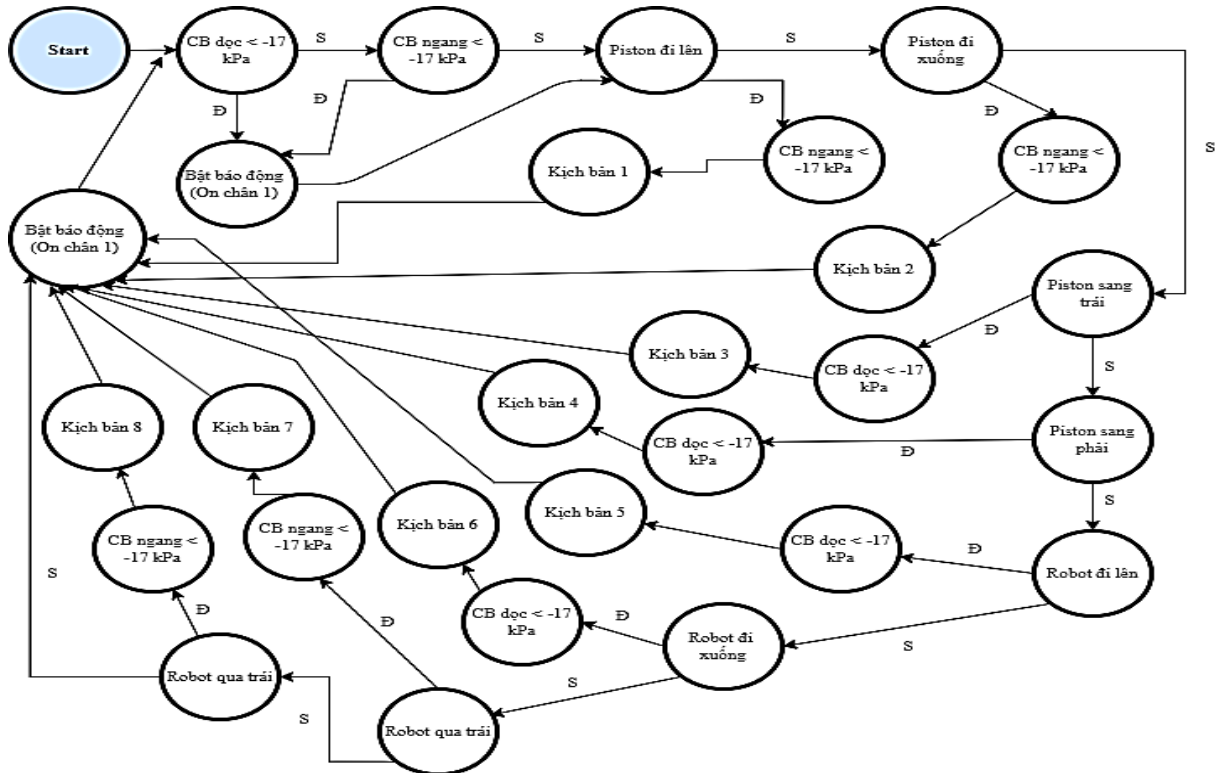 Start
CB dọc < -17
kPa
S
CB ngang <
-17 kPa
S
Piston đi lên
S
Piston đi
xuống
Đ
Đ
Đ
Đ
S
Bật báo động
(On chân 1)
Kịch bản 1
CB ngang <
-17 kPa
CB ngang <
-17 kPa
Bật báo động
(On chân 1)
Kịch bản 2
Piston sang
trái
Đ
Kịch bản 3
CB dọc < -17
kPa
S
Kịch bản 8
Kịch bản 7
Kịch bản 4
CB dọc < -17
kPa
Đ
Piston sang
phải
S
CB ngang <
-17 kPa
CB ngang <
-17 kPa
Kịch bản 6
Kịch bản 5
CB dọc < -17
kPa
Đ
Robot đi lên
S
Đ
Đ
CB dọc < -17
kPa
Đ
Robot đi
xuống
S
Robot qua trái
S
S
Robot qua trái